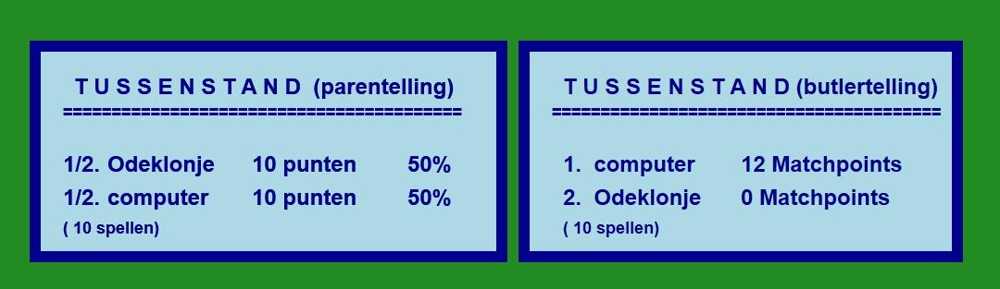 T U S S E N S T A N D (parentelling)
=========================================
1/2. Odeklonje 10 punten 50%
1/2. computer 10 punten 50%
( 10 spellen)
T U S S E N S T A N D (butlertelling)
========================================
1. computer 12 Matchpoints
2. Odeklonje 0 Matchpoints
( 10 spellen)